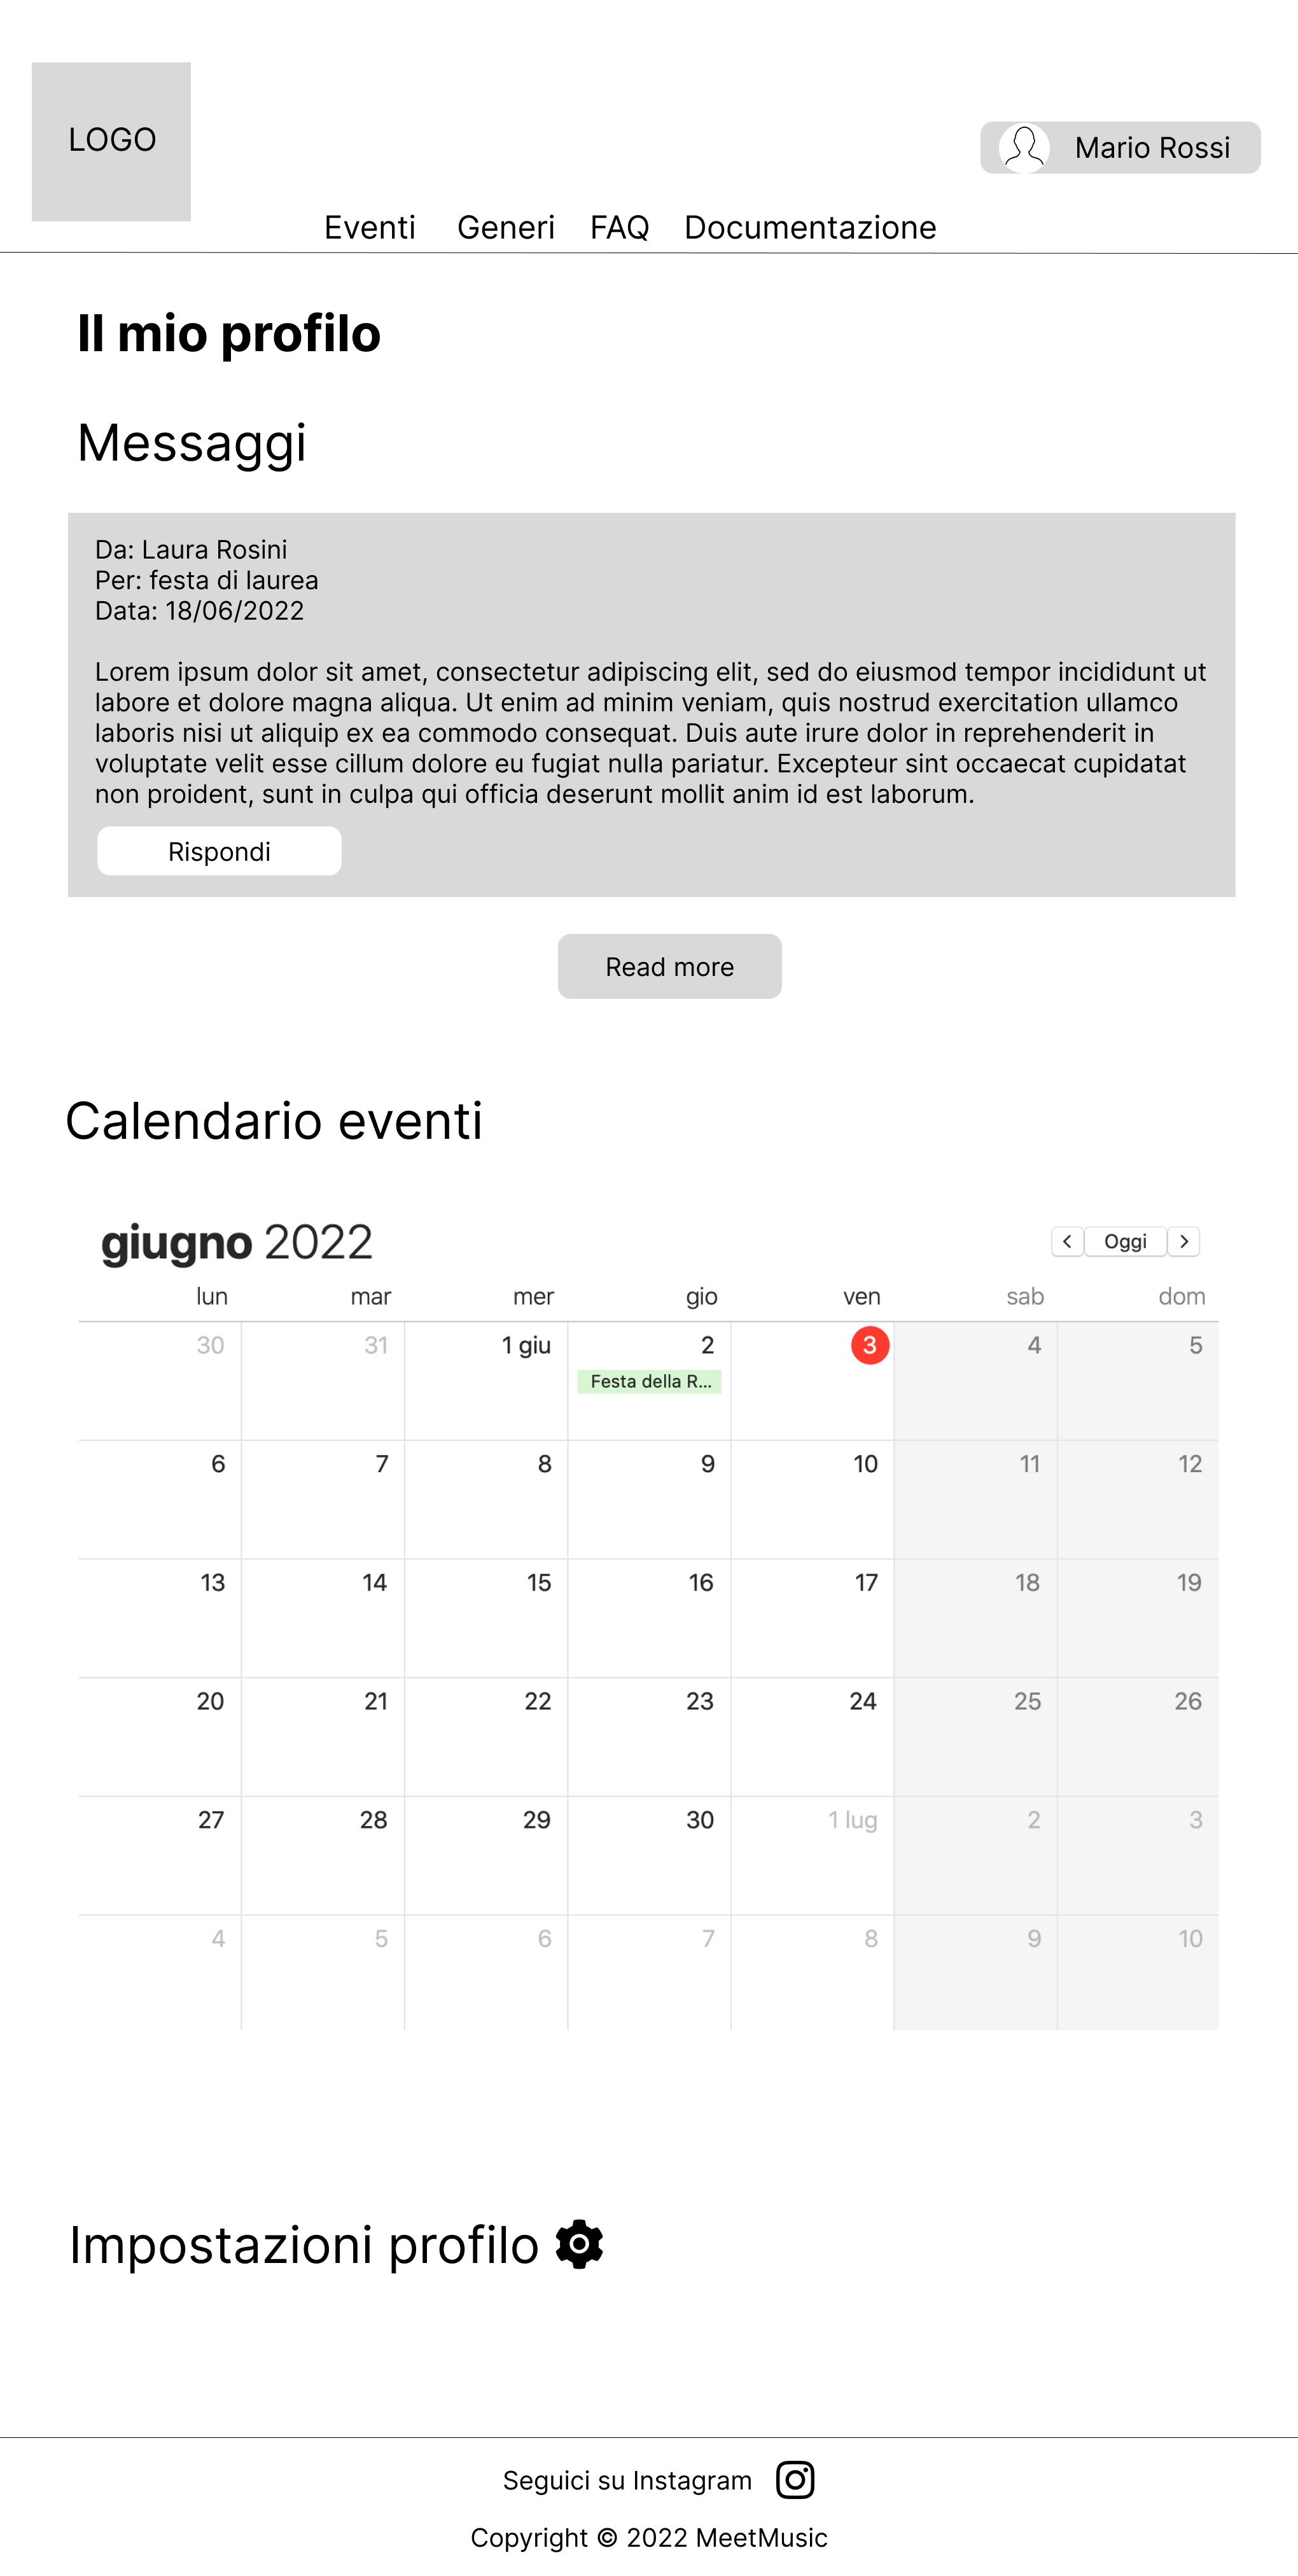 LOGO
Mario Rossi
Eventi Generi FAQ Documentazione
Il mio profilo
Messaggi
Da: Laura Rosini
Per: festa di laurea
Data: 18/06/2022
Lorem ipsum dolor sit amet, consectetur adipiscing elit, sed do eiusmod tempor incididunt ut
labore et dolore magna aliqua. Ut enim ad minim veniam, quis nostrud exercitation ullamco
laboris nisi ut aliquip ex ea commodo consequat. Duis aute irure dolor in reprehenderit in
voluptate velit esse cillum dolore eu fugiat nulla pariatur. Excepteur sint occaecat cupidatat
non proident, sunt in culpa qui officia deserunt mollit anim id est laborum.
Rispondi
Read more
Calendario eventi
giugno 2022
Oggi
lun mar mer gio ven sab dom
30 31 1 giu 2 3 4 5
Festa della R...
6 7 8 9 10 11 12
13 14 15 16 17 18 19
20 21 22 23 24 25 26
27 28 29 30 1 lug 2 3
4 5 6 7 8 9 10
Impostazioni profilo
Seguici su Instagram
Copyright © 2022 MeetMusic